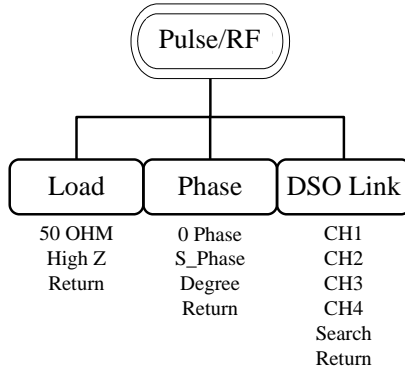 Pulse/RF
Load
50 OHM
High Z
Return
Phase
0 Phase
S_Phase
Degree
Return
DSO Link
CH1
CH2
CH3
CH4
Search
Return